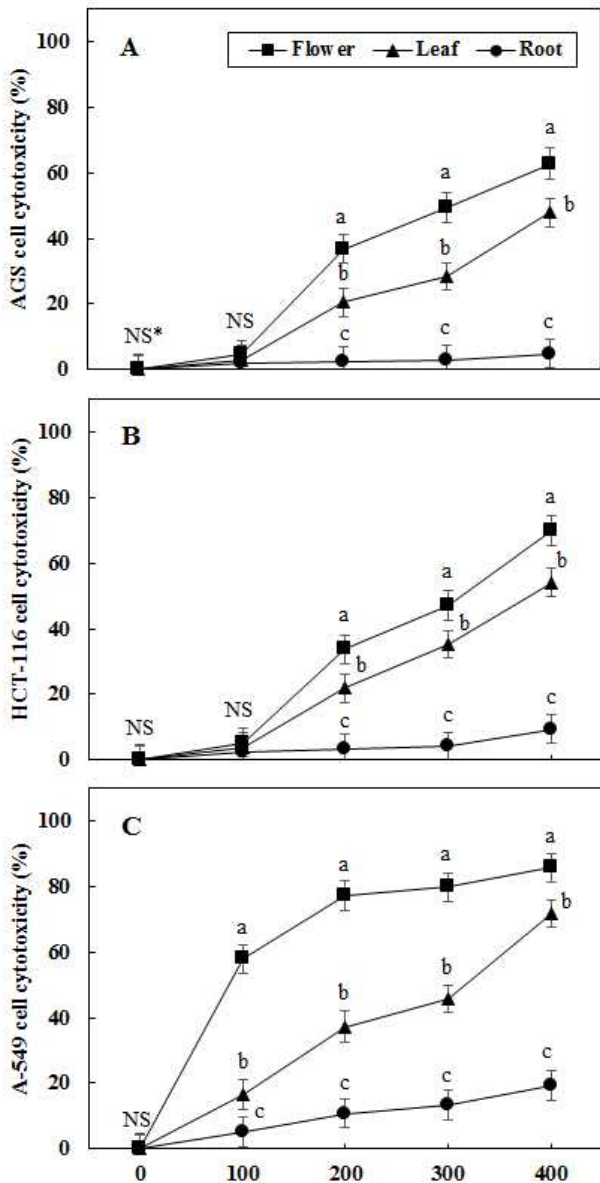 A
Flower Leaf Root
AGS cell cytotoxicity (%)
100
80
60
40
20
0
NS*
NS
a
b
c
a
b
c
a
b
c
B
HCT-116 cell cytotoxicity (%)
100
80
60
40
20
0
NS
NS
a
b
c
a
b
c
a
b
c
C
A-549 cell cytotoxicity (%)
100
80
60
40
20
0
NS
a
b
c
a
b
c
a
b
c
a
b
c
0 100 200 300 400